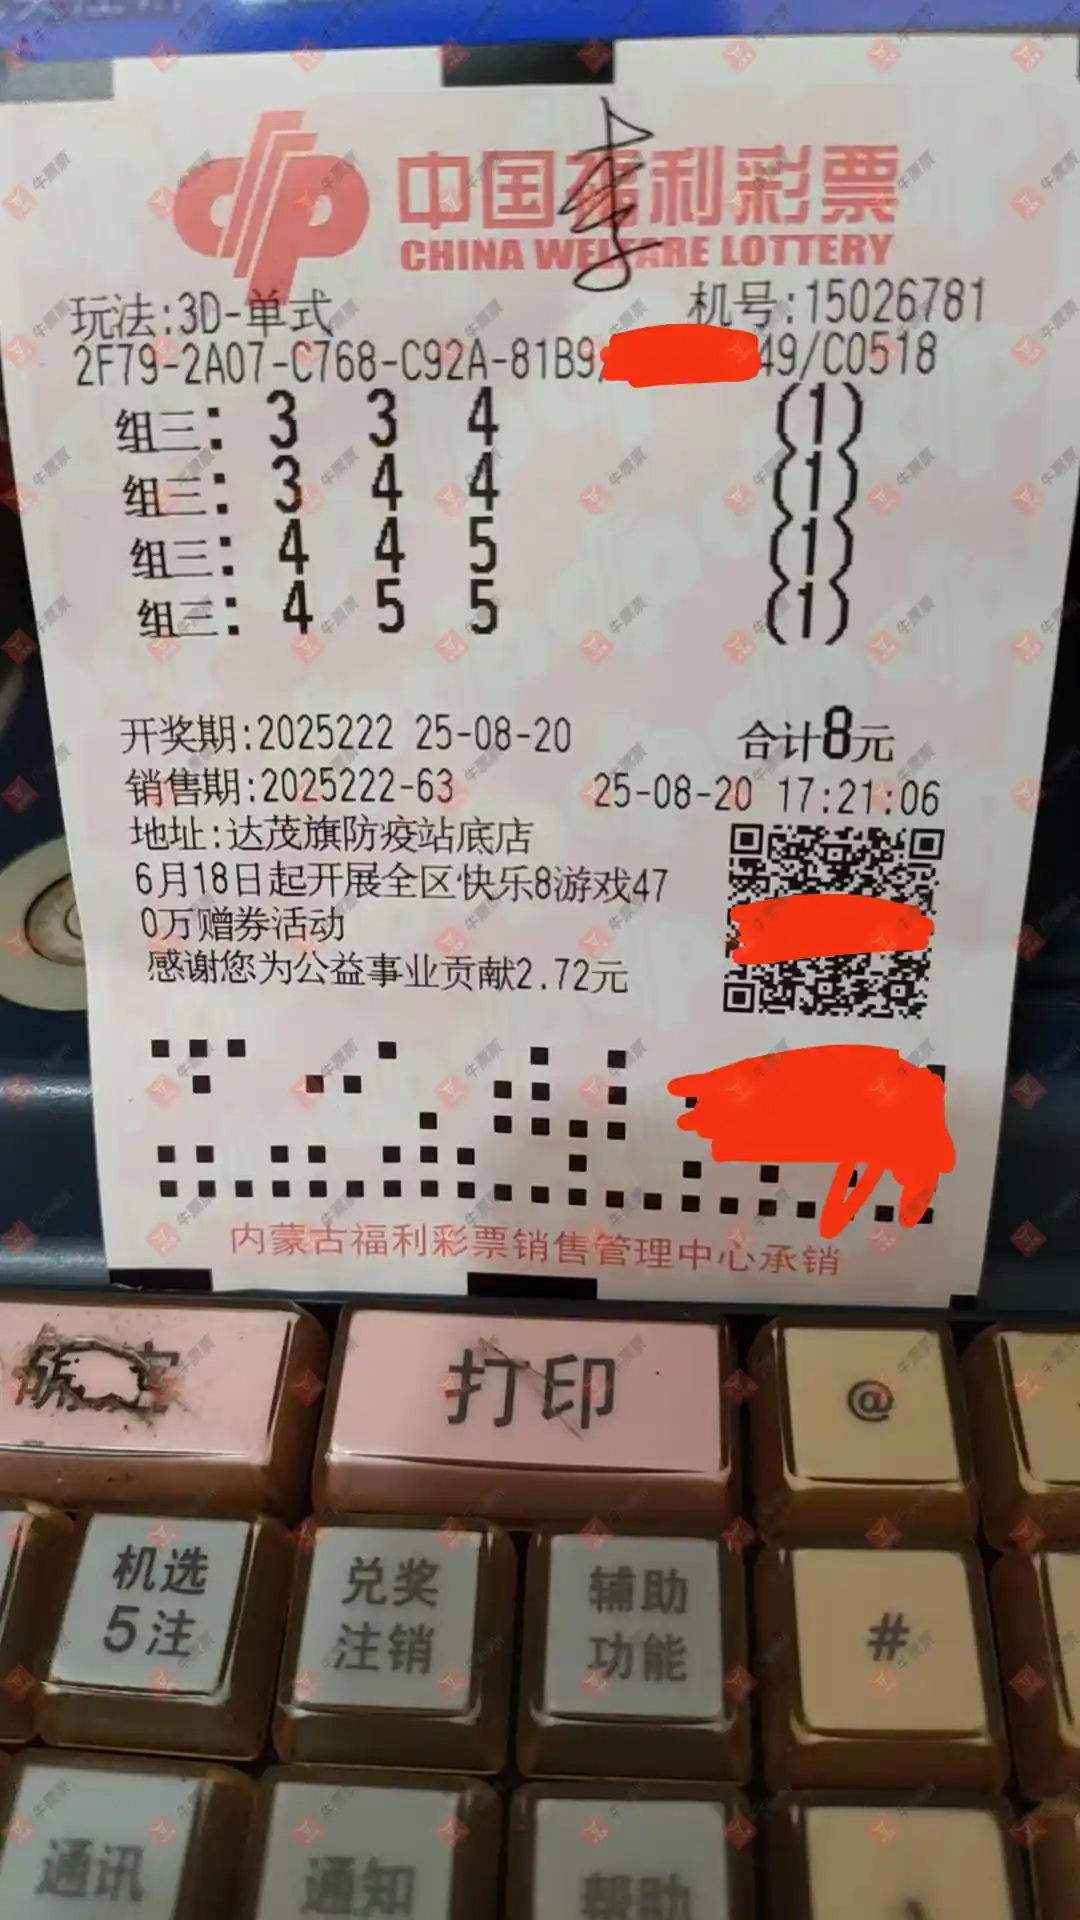 李
中国福利彩票
CHINA WELFARE LOTTERY
玩法:3D-单式 机号:15026781
2F79-2A07-C768-C92A-81B9/ 49/C0518
组三: 3 3 4 (1)
组三: 3 4 4 (1)
组三: 4 4 5 (1)
组三: 4 5 5 (1)
开奖期:2025222 25-08-20 合计8元
销售期:2025222-63 25-08-20 17:21:06
地址:达茂旗防疫站底店
6月18日起开展全区快乐8游戏47
0万赠券活动
感谢您为公益事业贡献2.72元
内蒙古福利彩票销售管理中心承销
打印 @
机选 兑奖 辅助 #
5注 注销 功能
通讯 通知 帮助
牛票票